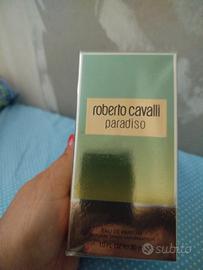 roberto cavalli
paradiso
EAU DE PARFUM
subito